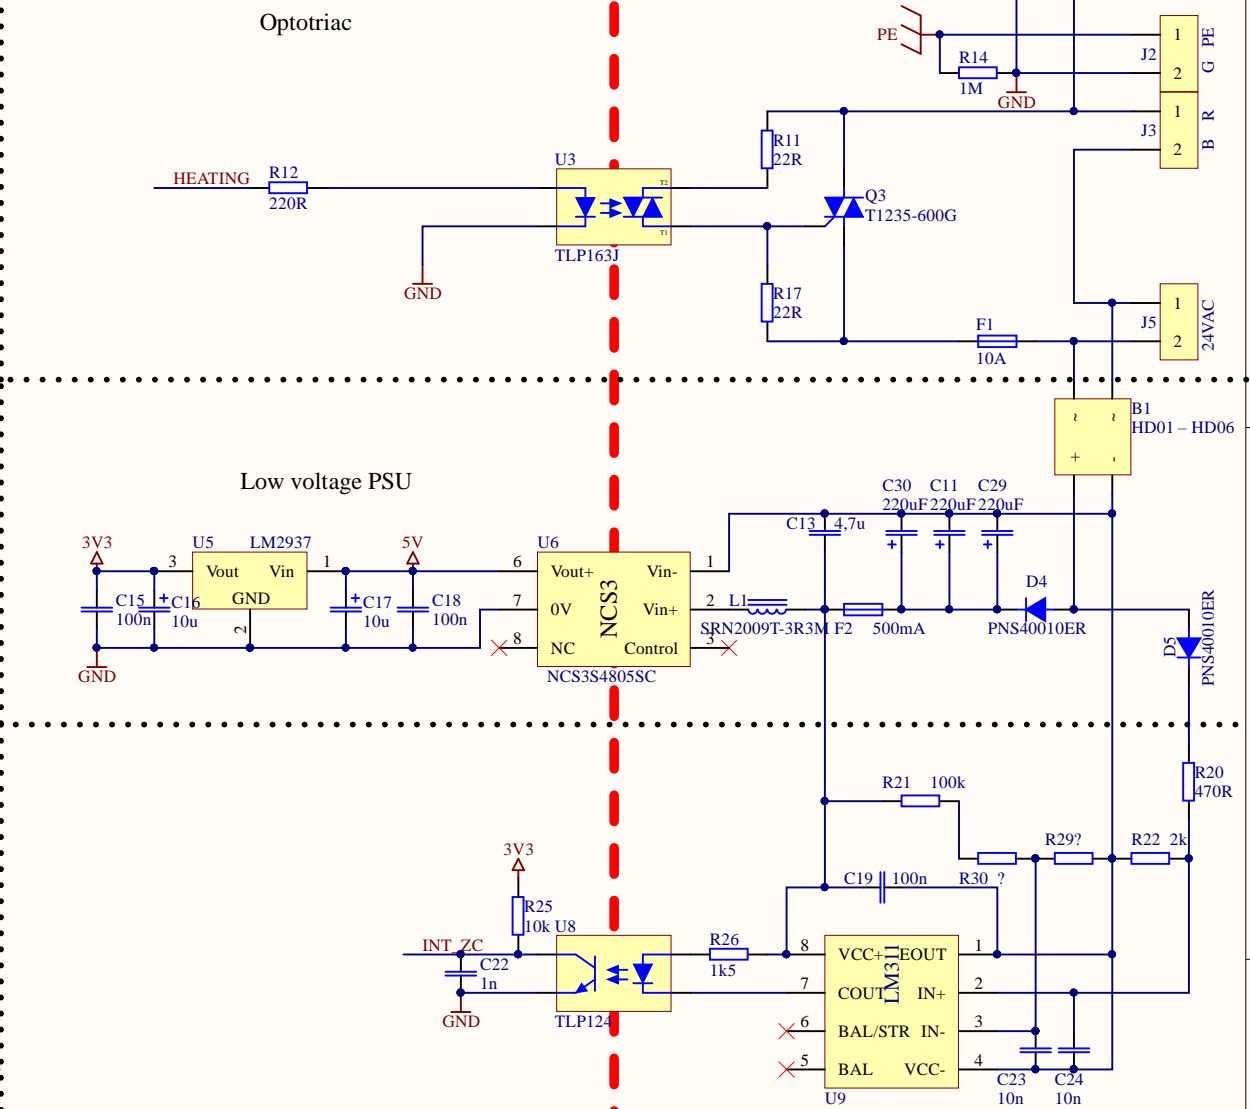 Optotriac
PE
R14
1M
GND
1
2
J2
G PE
1
2
J3
B R
R11
22R
HEATING
R12
220R
U3
T2
T1
TLP163J
GND
Q3
T1235-600G
R17
22R
F1
10A
1
2
J5
24VAC
B1
HD01 – HD06
~ ~
+ -
Low voltage PSU
3V3
U5
LM2937
3
Vout
Vin
1
GND
2
5V
C15
100n
C16
10u
C17
10u
C18
100n
GND
U6
6
Vout+
Vin-
1
7
0V
Vin+
2
8
NC
Control
3
NCS3
NCS3S4805SC
L1
SRN2009T-3R3M
F2
500mA
C13
4,7u
C30
220uF
C11
220uF
C29
220uF
D4
PNS40010ER
D5
PNS40010ER
R20
470R
R21
100k
R29?
R22
2k
R30
?
C19
100n
3V3
R25
10k
U8
INT_ZC
C22
1n
GND
TLP124
R26
1k5
8
VCC+
EOUT
1
7
COUT
IN+
2
6
BAL/STR
IN-
3
5
BAL
VCC-
4
LM311
U9
C23
10n
C24
10n